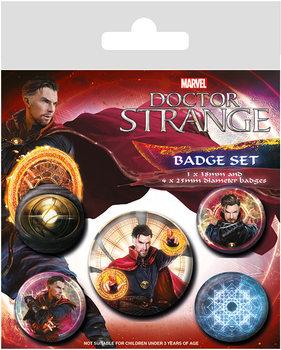 MARVEL
DOCTOR
STRANGE
BADGE SET
1 x 38mm and
4 x 25mm diameter badges
NOT SUITABLE FOR CHILDREN UNDER 3 YEARS OF AGE